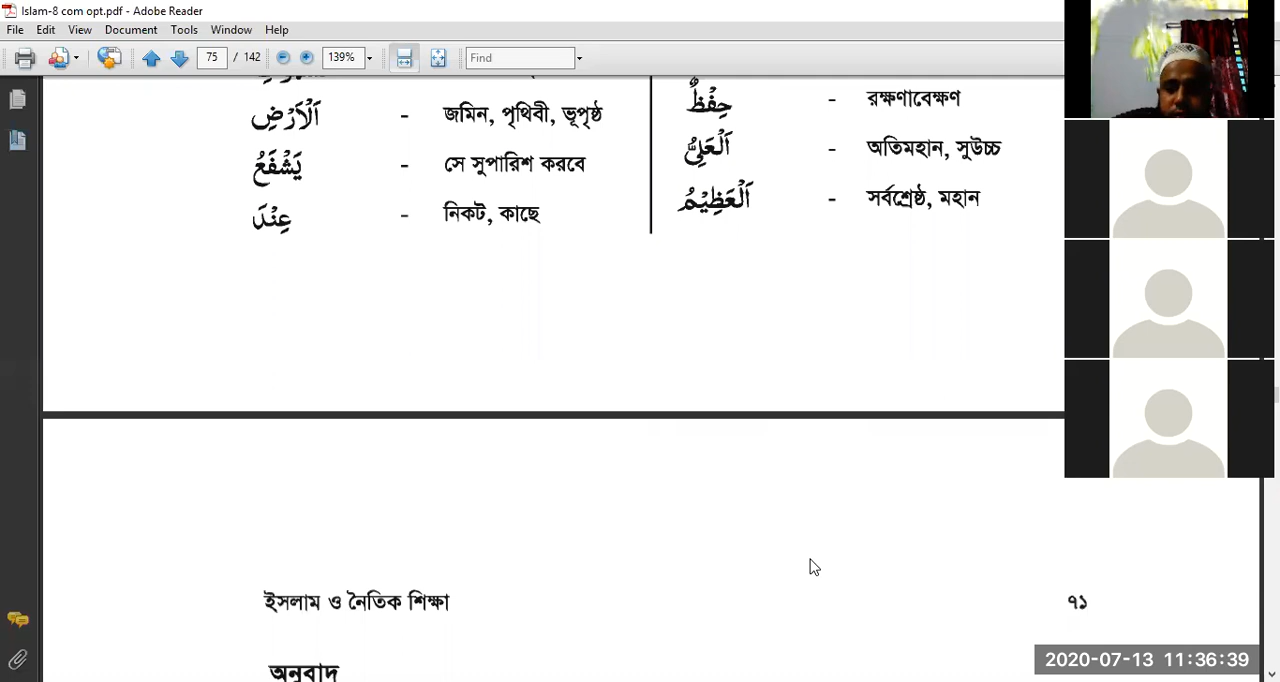 Islam-8 com opt.pdf - Adobe Reader
File Edit View Document Tools Window Help
75 / 142 139% Find
اَلْاَرْضِ - জমিন, পৃথিবী, ভূপৃষ্ঠ
يَشْفَعُ - সে সুপারিশ করবে
عِنْدَ - নিকট, কাছে
حِفْظٌ - রক্ষণাবেক্ষণ
اَلْعَلِىُّ - অতিমহান, সুউচ্চ
اَلْعَظِيْمُ - সর্বশ্রেষ্ঠ, মহান
ইসলাম ও নৈতিক শিক্ষা ৭১
অনুবাদ
2020-07-13 11:36:39